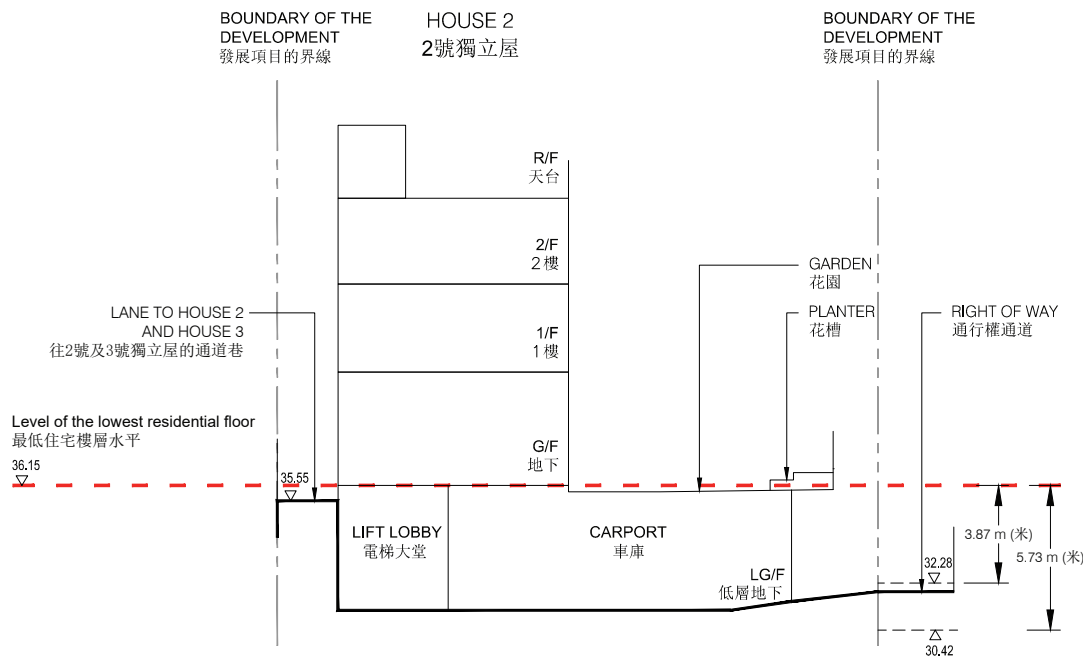 BOUNDARY OF THE
DEVELOPMENT
發展項目的界線
HOUSE 2
2號獨立屋
BOUNDARY OF THE
DEVELOPMENT
發展項目的界線
R/F
天台
2/F
2樓
GARDEN
花園
LANE TO HOUSE 2
AND HOUSE 3
往2號及3號獨立屋的通道巷
1/F
1樓
PLANTER
花槽
RIGHT OF WAY
通行權通道
Level of the lowest residential floor
最低住宅樓層水平
36.15
35.55
G/F
地下
LIFT LOBBY
電梯大堂
CARPORT
車庫
LG/F
低層地下
3.87 m (米)
5.73 m (米)
32.28
30.42